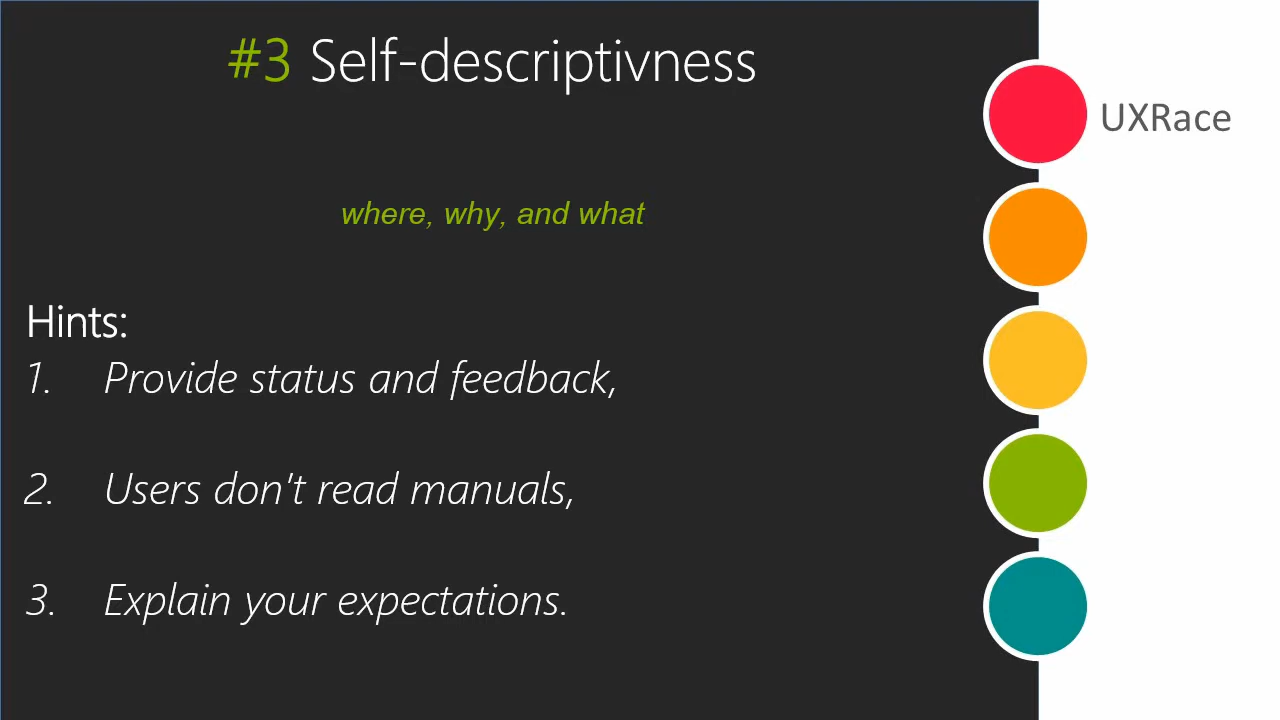 #3 Self-descriptivness
UXRace
where, why, and what
Hints:
1. Provide status and feedback,
2. Users don't read manuals,
3. Explain your expectations.